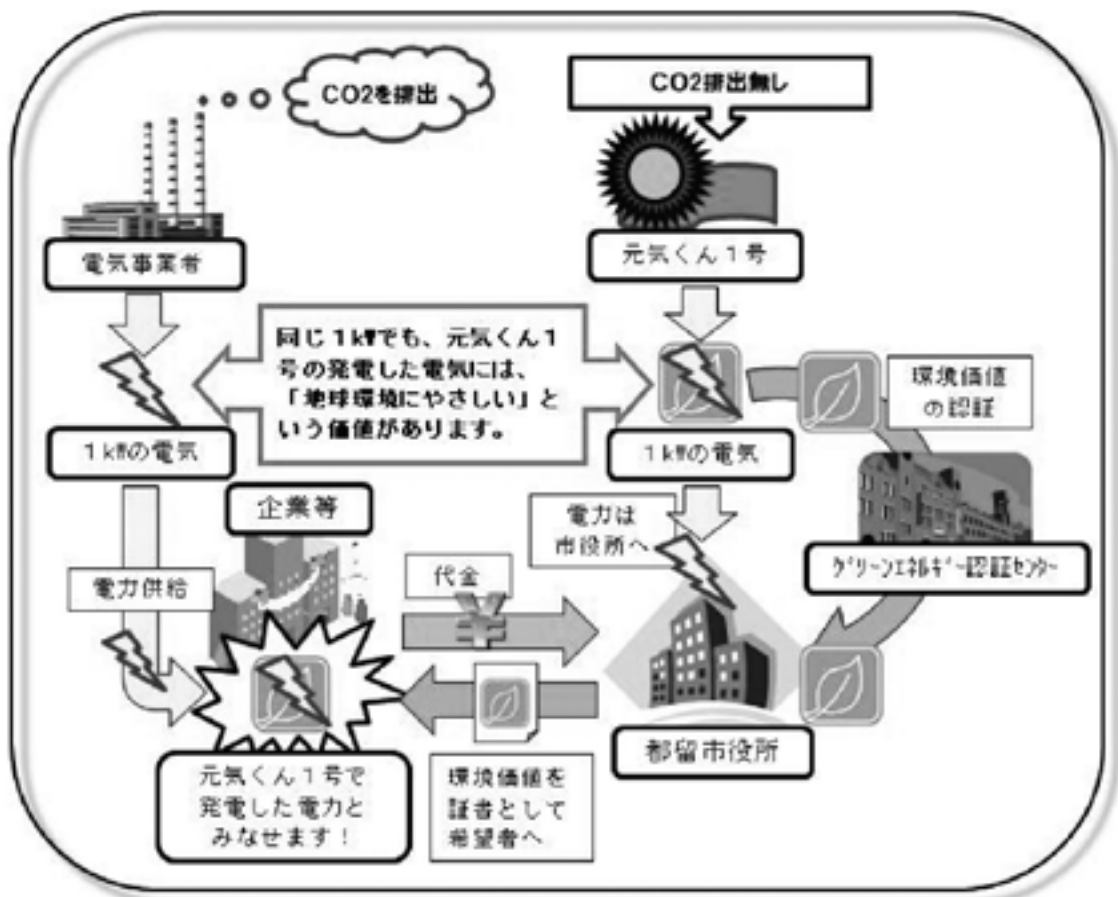 CO2を排出
CO2排出無し
電気事業者
元気くん1号
同じ1kWでも、元気くん1
号の発電した電気には、
「地球環境にやさしい」と
いう価値があります。
環境価値
の認証
1kWの電気
1kWの電気
企業等
電力は
市役所へ
グリーンエネルギー認証センター
電力供給
代金
¥
都留市役所
元気くん1号で
発電した電力と
みなせます!
環境価値を
証書として
希望者へ